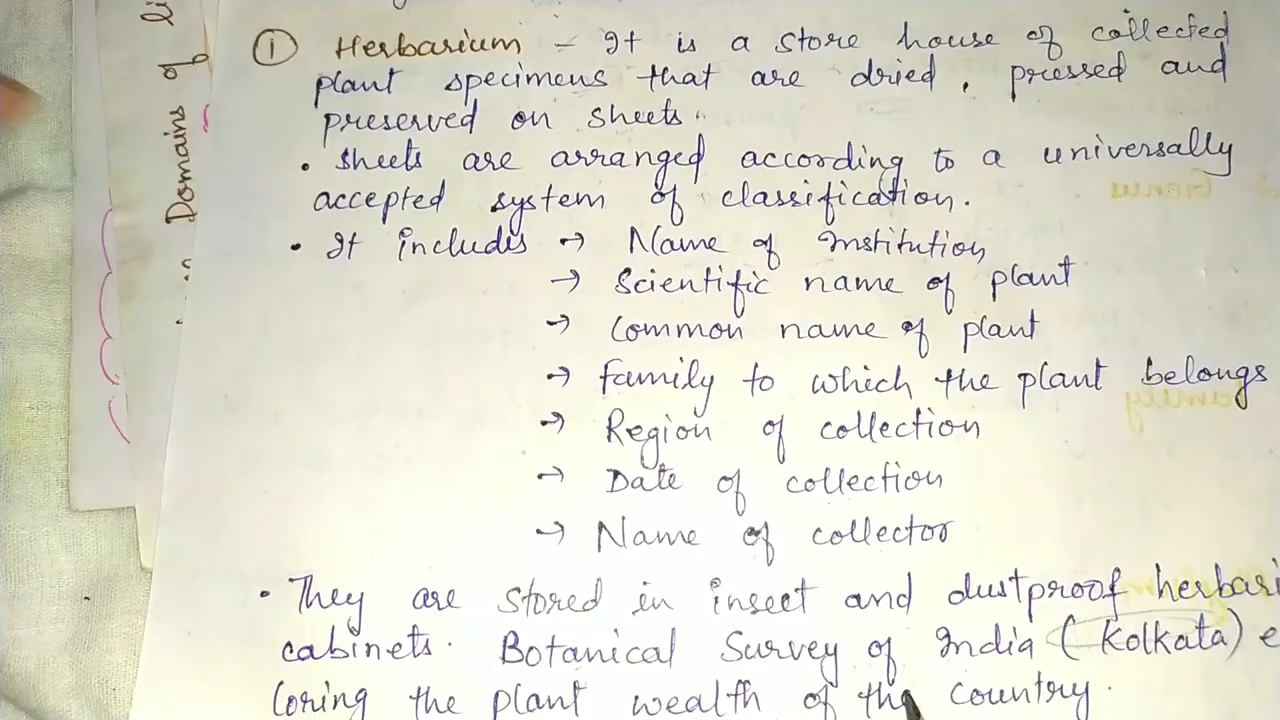 ① Herbarium - It is a store house of collected
plant specimens that are dried, pressed and
preserved on sheets.
• sheets are arranged according to a universally
accepted system of classification.
• It includes → Name of Institution
→ Scientific name of plant
→ Common name of plant
→ family to which the plant belongs
→ Region of collection
→ Date of collection
→ Name of collector
• They are stored in insect and dustproof herbari
cabinets. Botanical Survey of India (Kolkata) e
loring the plant wealth of the country.
Domains of li